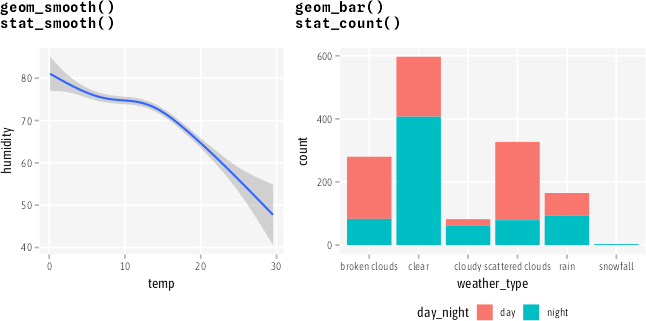 geom_smooth()
stat_smooth()
80
70
60
50
40
humidity
0 10 20 30
temp
geom_bar()
stat_count()
600
400
200
0
count
broken clouds clear cloudy scattered clouds rain snowfall
weather_type
day_night day night